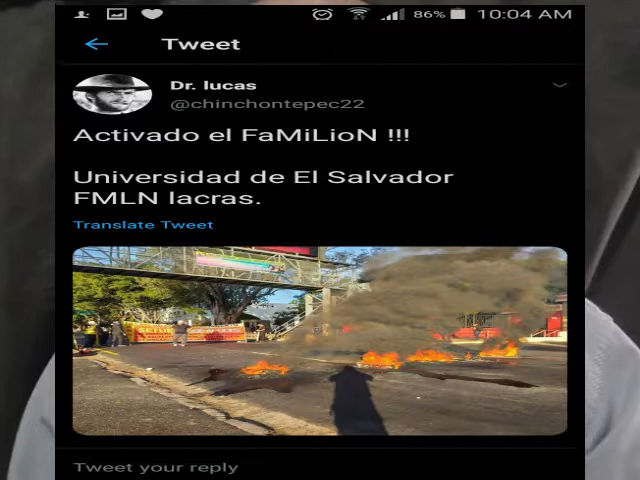 86% 10:04 AM
Tweet
Dr. lucas
@chinchontepec22
Activado el FaMiLioN !!!
Universidad de El Salvador
FMLN lacras.
Translate Tweet
Tweet your reply